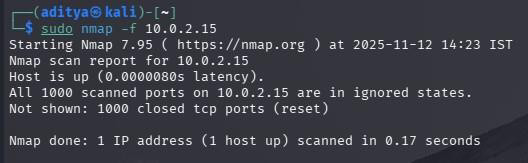 ┌──(aditya㉿kali)-[~]
└─$ sudo nmap -f 10.0.2.15
Starting Nmap 7.95 ( https://nmap.org ) at 2025-11-12 14:23 IST
Nmap scan report for 10.0.2.15
Host is up (0.0000080s latency).
All 1000 scanned ports on 10.0.2.15 are in ignored states.
Not shown: 1000 closed tcp ports (reset)
Nmap done: 1 IP address (1 host up) scanned in 0.17 seconds